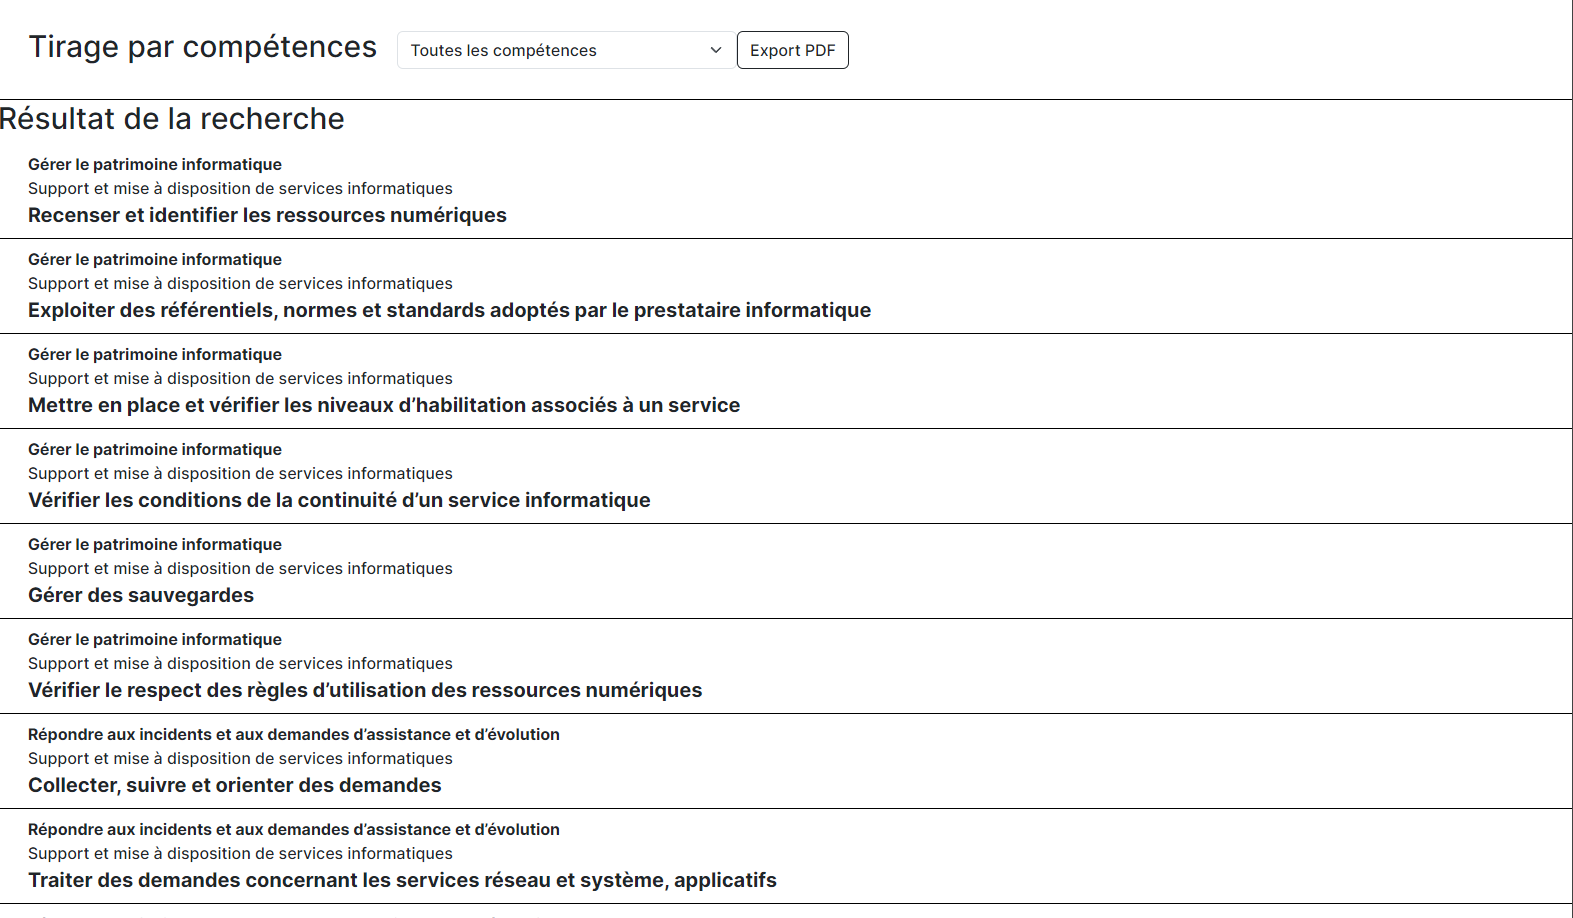 Tirage par compétences
Toutes les compétences
Export PDF
Résultat de la recherche
Gérer le patrimoine informatique
Support et mise à disposition de services informatiques
Recenser et identifier les ressources numériques
Gérer le patrimoine informatique
Support et mise à disposition de services informatiques
Exploiter des référentiels, normes et standards adoptés par le prestataire informatique
Gérer le patrimoine informatique
Support et mise à disposition de services informatiques
Mettre en place et vérifier les niveaux d’habilitation associés à un service
Gérer le patrimoine informatique
Support et mise à disposition de services informatiques
Vérifier les conditions de la continuité d’un service informatique
Gérer le patrimoine informatique
Support et mise à disposition de services informatiques
Gérer des sauvegardes
Gérer le patrimoine informatique
Support et mise à disposition de services informatiques
Vérifier le respect des règles d’utilisation des ressources numériques
Répondre aux incidents et aux demandes d’assistance et d’évolution
Support et mise à disposition de services informatiques
Collecter, suivre et orienter des demandes
Répondre aux incidents et aux demandes d’assistance et d’évolution
Support et mise à disposition de services informatiques
Traiter des demandes concernant les services réseau et système, applicatifs